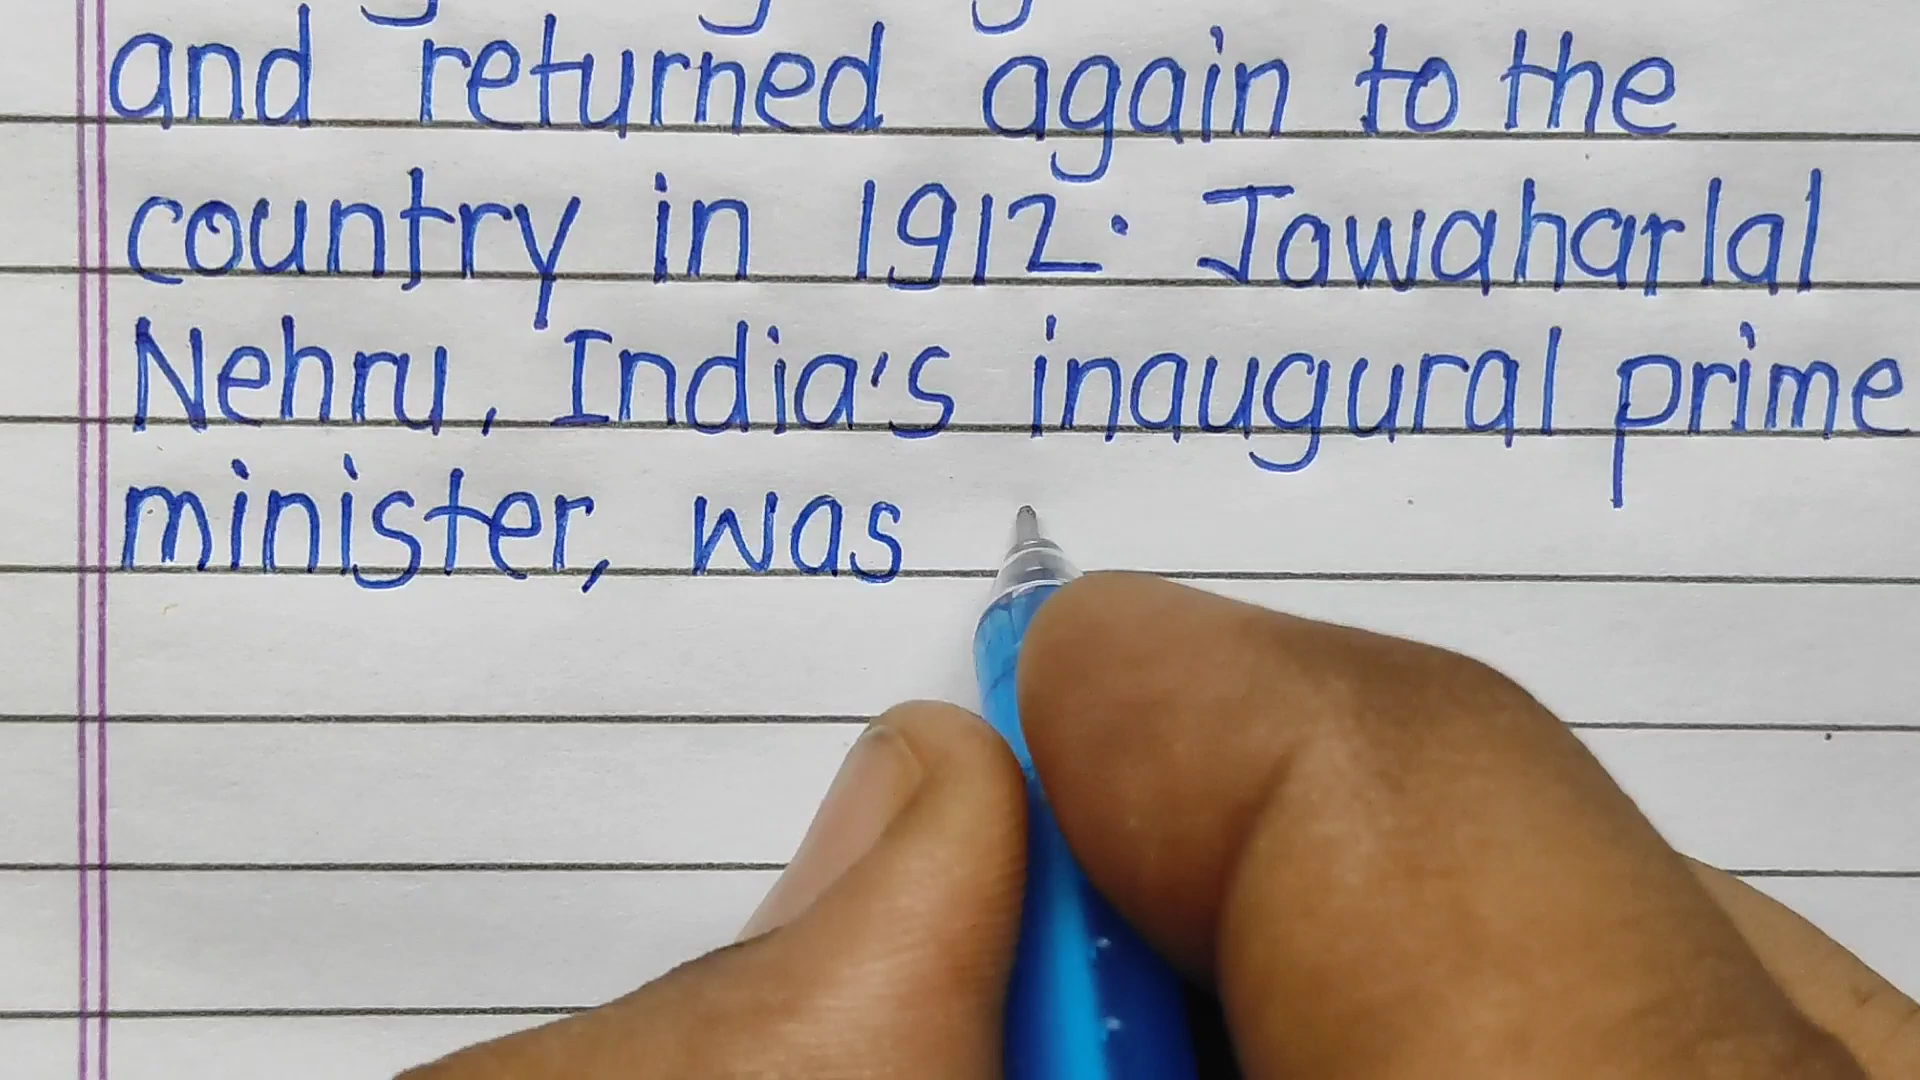 and returned again to the
country in 1912. Jawaharlal
Nehru, India's inaugural prime
minister, was